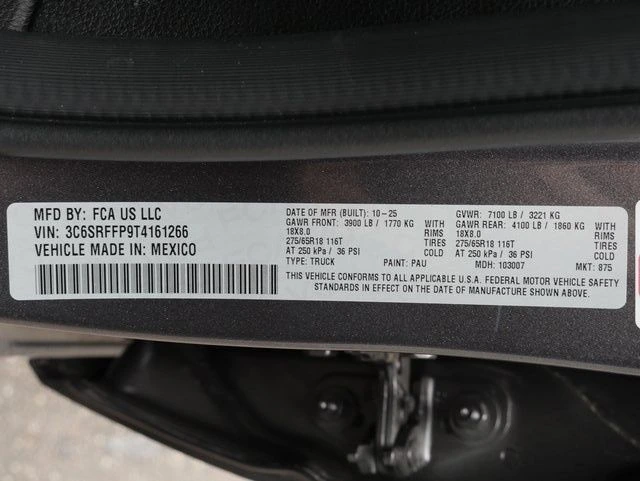 MFD BY: FCA US LLC
VIN: 3C6SRFFP9T4161266
VEHICLE MADE IN: MEXICO
DATE OF MFR (BUILT): 10-25 GVWR: 7100 LB / 3221 KG
GAWR FRONT: 3900 LB / 1770 KG WITH GAWR REAR: 4100 LB / 1860 KG WITH
18X8.0 RIMS 18X8.0 RIMS
275/65R18 116T TIRES 275/65R18 116T TIRES
AT 250 kPa / 36 PSI COLD AT 250 kPa / 36 PSI COLD
TYPE: TRUCK PAINT: PAU MDH: 103007 MKT: 875
THIS VEHICLE CONFORMS TO ALL APPLICABLE U.S.A. FEDERAL MOTOR VEHICLE SAFETY
STANDARDS IN EFFECT ON THE DATE OF MANUFACTURE SHOWN ABOVE.